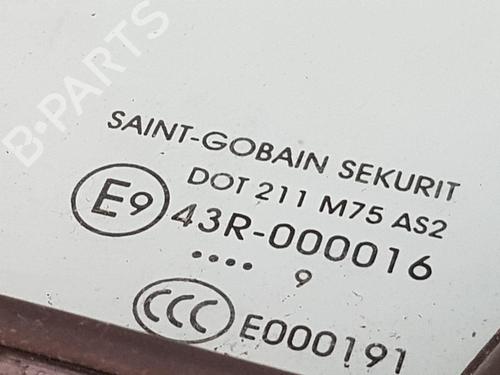 B-PARTS
SAINT-GOBAIN SEKURIT
DOT 211 M75 AS2
E9 43R-000016
.... 9
CCC E000191